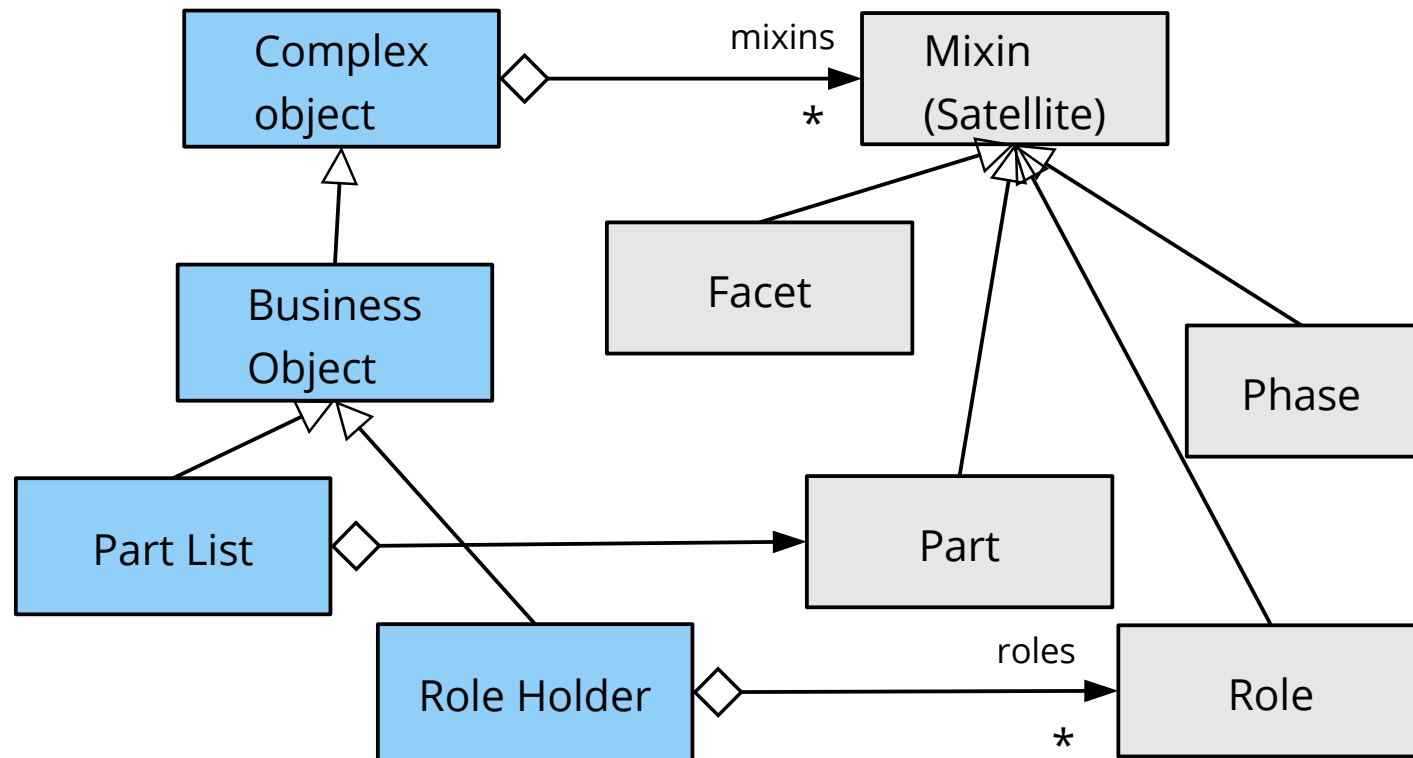 Complex
object
mixins
*
Mixin
(Satellite)
Facet
Business
Object
Phase
Part List
Part
Role Holder
roles
*
Role